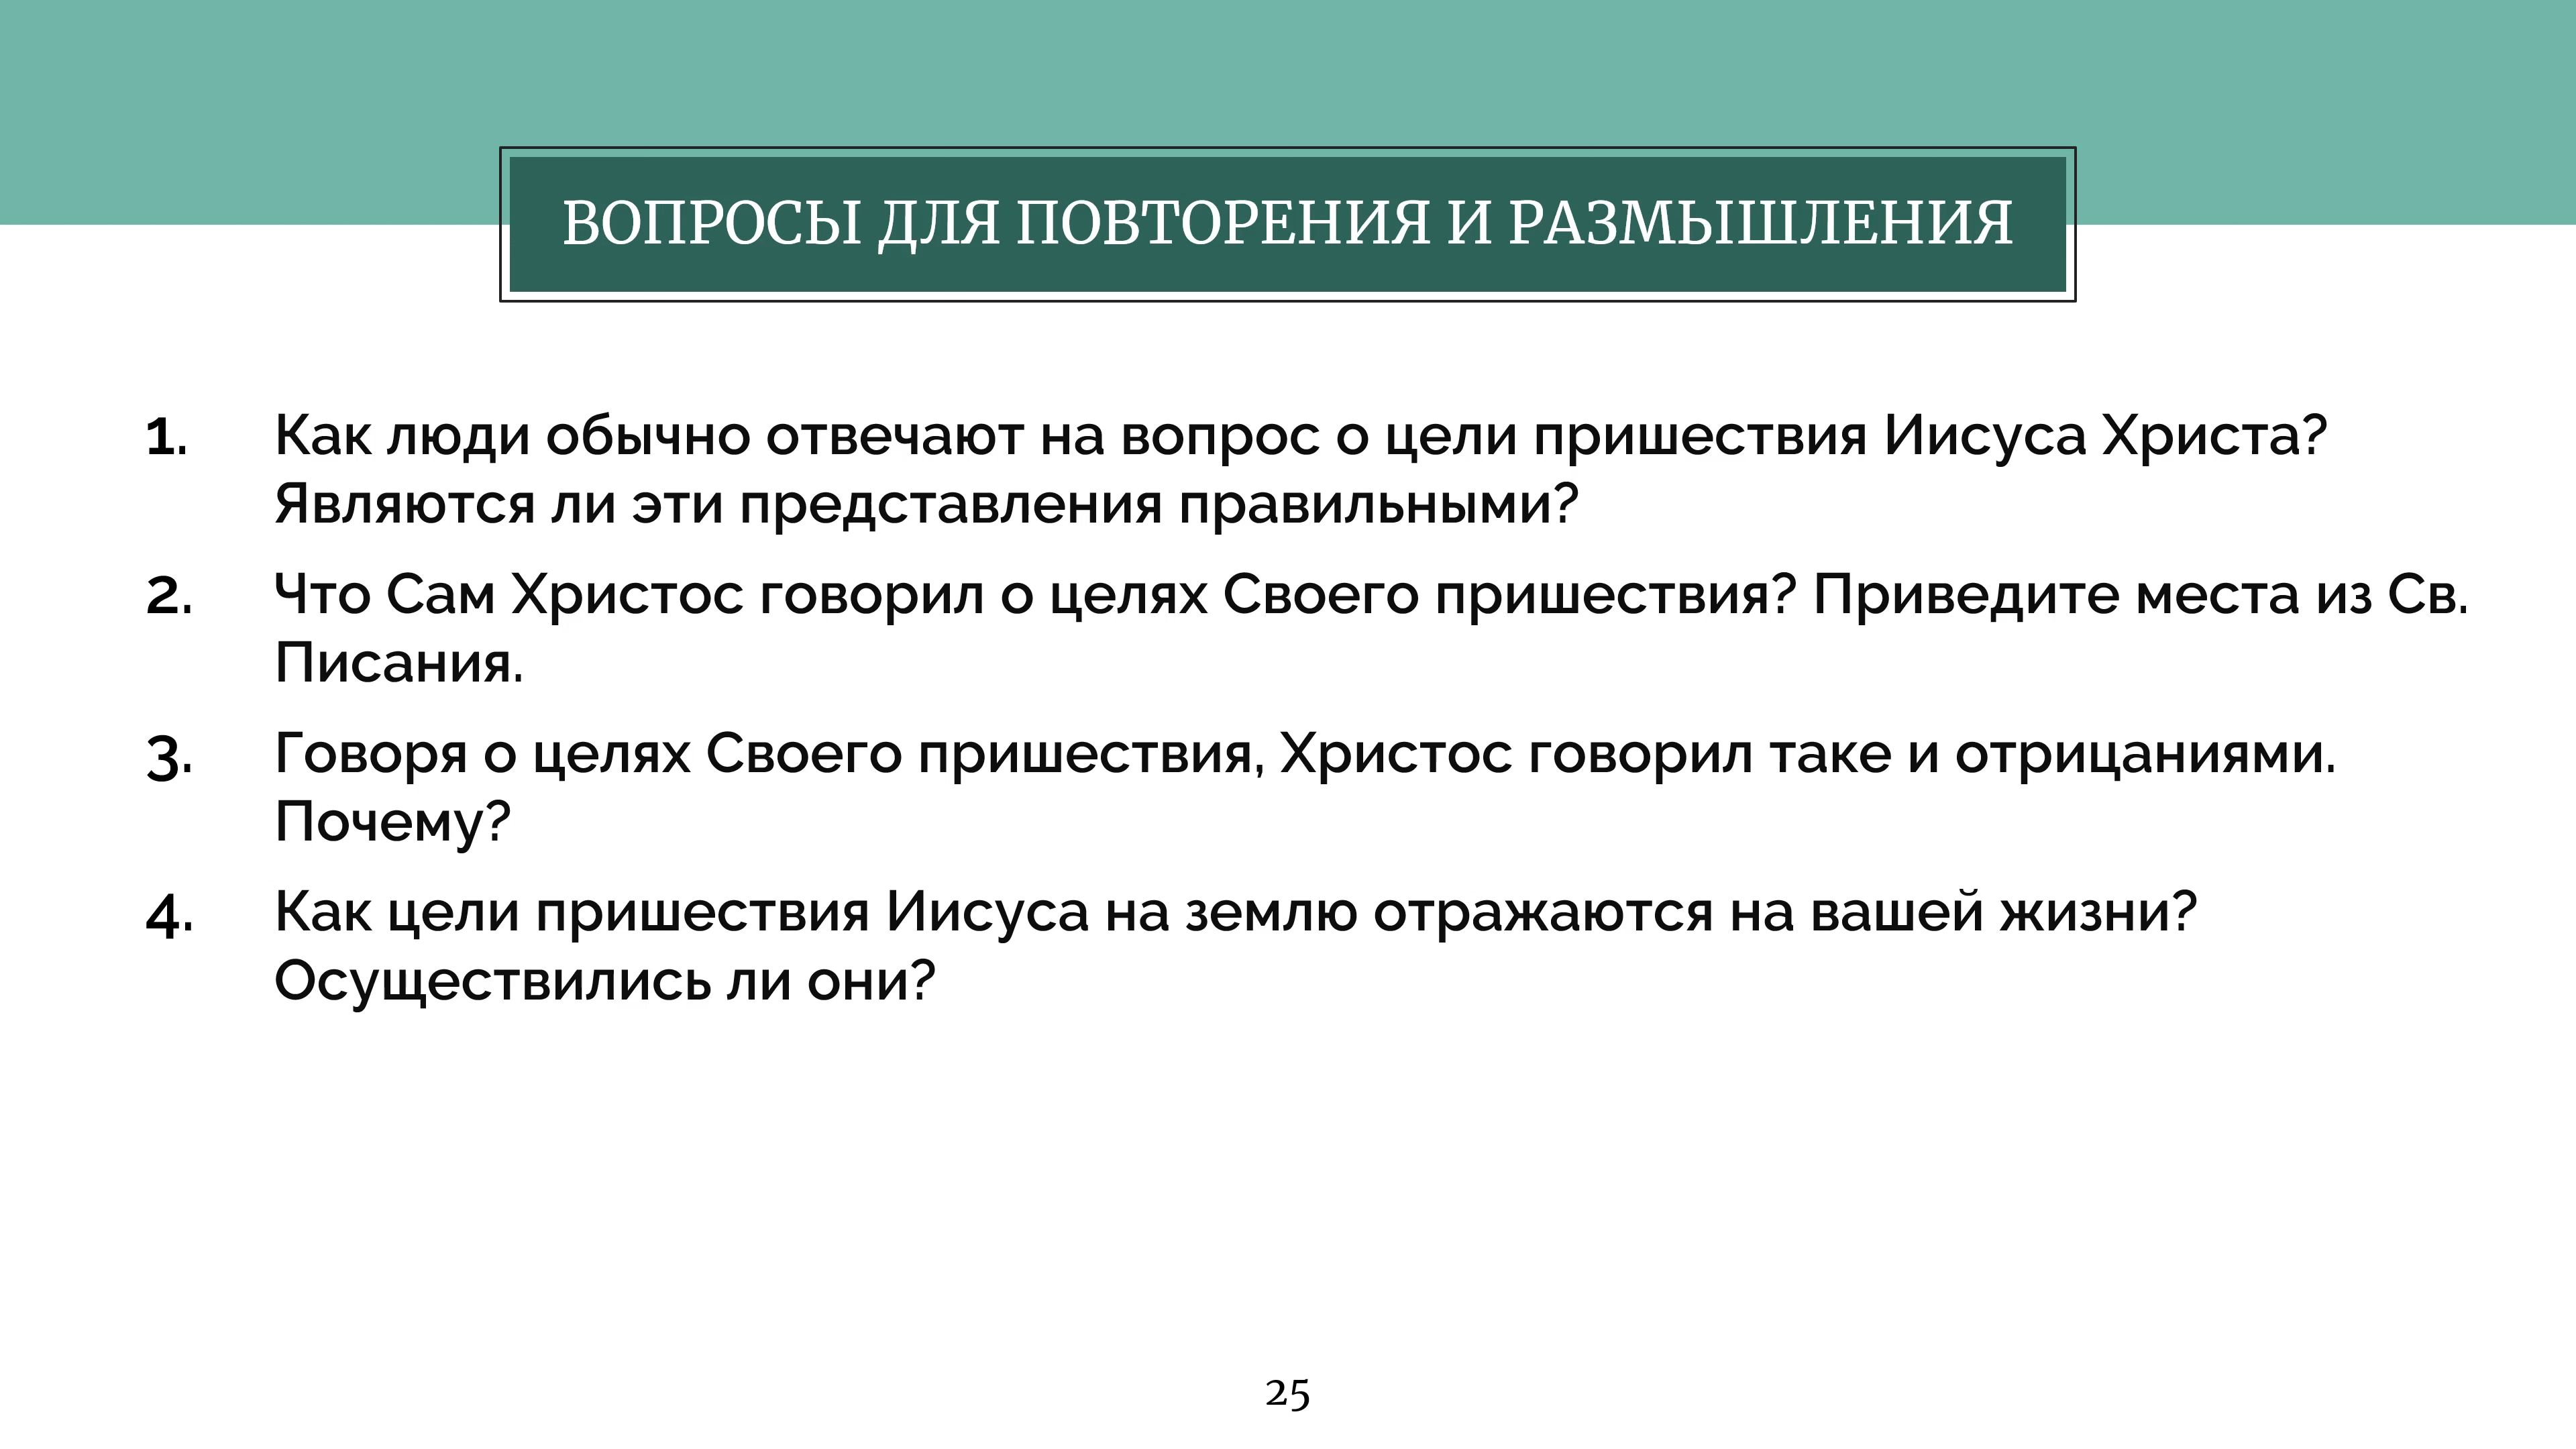 ВОПРОСЫ ДЛЯ ПОВТОРЕНИЯ И РАЗМЫШЛЕНИЯ
1. Как люди обычно отвечают на вопрос о цели пришествия Иисуса Христа?
Являются ли эти представления правильными?
2. Что Сам Христос говорил о целях Своего пришествия? Приведите места из Св.
Писания.
3. Говоря о целях Своего пришествия, Христос говорил таке и отрицаниями.
Почему?
4. Как цели пришествия Иисуса на землю отражаются на вашей жизни?
Осуществились ли они?
25